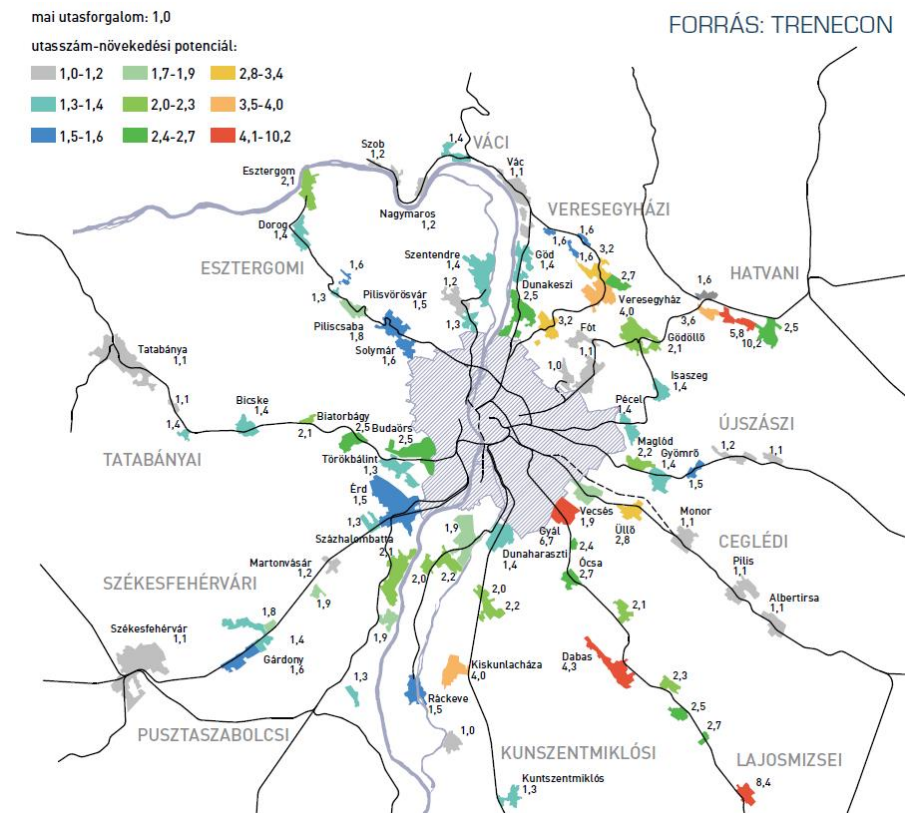 mai utasforgalom: 1,0
FORRÁS: TRENECON
utasszám-növekedési potenciál:
1,0-1,2
1,7-1,9
2,8-3,4
1,3-1,4
2,0-2,3
3,5-4,0
1,5-1,6
2,4-2,7
4,1-10,2
Szob
1,2
1,4
VÁCI
Vác
1,1
Esztergom
2,1
Nagymaros
1,2
VERESEGYHÁZI
Dorog
1,4
ESZTERGOMI
1,6
1,6
1,6
3,2
2,7
Szentendre
1,4
1,2
1,3
Göd
1,4
Dunakeszi
2,5
HATVANI
1,6
1,3
1,6
Pilisvörösvár
1,5
Piliscsaba
1,8
Solymár
1,6
Veresegyház
4,0
3,2
Fót
1,1
1,0
Gödöllő
2,1
3,6
5,8
10,2
2,5
Tatabánya
1,1
1,1
1,4
Bicske
1,4
Biatorbágy
2,1
2,5
Budaörs
2,5
Törökbálint
1,3
Isaszeg
1,4
Pécel
1,4
TATABÁNYAI
ÚJSZÁSZI
Maglód
2,2
Gyömrő
1,4
1,5
1,2
1,1
Érd
1,5
1,3
Százhalombatta
2,1
1,9
2,0
2,2
Dunaharaszti
1,4
Gyál
6,7
Vecsés
1,9
Üllő
2,8
Monor
1,1
CEGLÉDI
Pilis
1,1
Albertirsa
1,1
Martonvásár
1,2
SZÉKESFEHÉRVÁRI
1,9
1,9
2,4
Ócsa
2,7
2,0
2,2
2,1
Székesfehérvár
1,1
1,8
1,4
Gárdony
1,6
1,3
Kiskunlacháza
4,0
Dabas
4,3
2,3
2,5
2,7
Ráckeve
1,5
1,0
PUSZTASZABOLCSI
KUNSZENTMIKLÓSI
LAJOSMIZSEI
Kuntszentmiklós
1,3
8,4